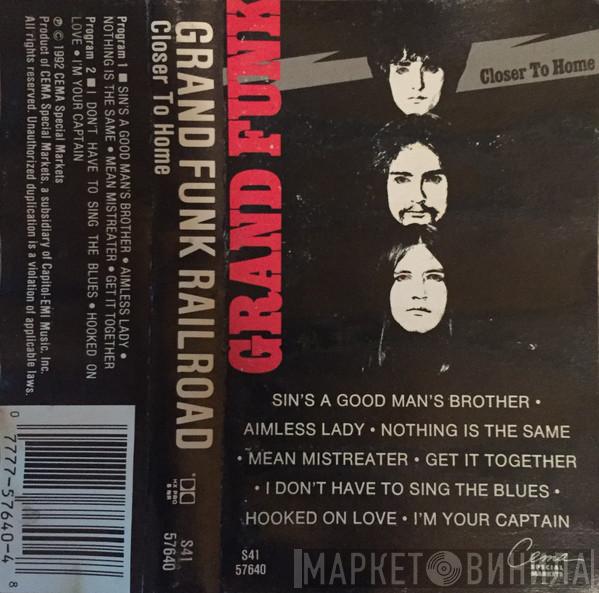 Program 1 ■ SIN'S A GOOD MAN'S BROTHER • AIMLESS LADY •
NOTHING IS THE SAME • MEAN MISTREATER • GET IT TOGETHER
Program 2 ■ I DON'T HAVE TO SING THE BLUES • HOOKED ON
LOVE • I'M YOUR CAPTAIN
℗ © 1992 CEMA Special Markets
Product of CEMA Special Markets, a subsidiary of Capitol-EMI Music, Inc.
All rights reserved. Unauthorized duplication is a violation of applicable laws.
0 7777-57640-4 8
GRAND FUNK RAILROAD
Closer To Home
HX PRO
B NR
S41
57640
GRAND FUNK
Closer To Home
SIN'S A GOOD MAN'S BROTHER •
AIMLESS LADY • NOTHING IS THE SAME
• MEAN MISTREATER • GET IT TOGETHER
• I DON'T HAVE TO SING THE BLUES •
HOOKED ON LOVE • I'M YOUR CAPTAIN
S41
57640
Cema
SPECIAL
MARKETS
МАРКЕТ ВИНИЛА